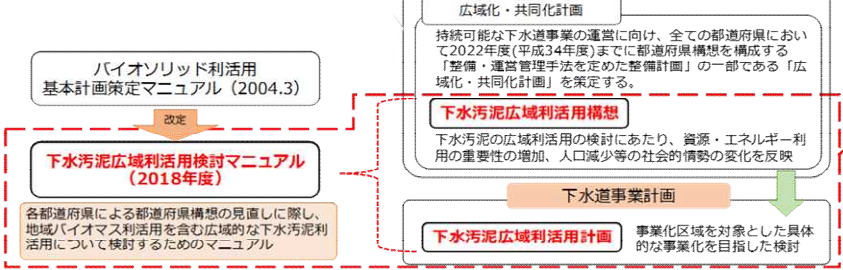 バイオソリッド利活用
基本計画策定マニュアル（2004.3）
改定
下水汚泥広域利活用検討マニュアル
（2018年度）
各都道府県による都道府県構想の見直しに際し、
地域バイオマス利活用を含む広域的な下水汚泥利
活用について検討するためのマニュアル
広域化・共同化計画
持続可能な下水道事業の運営に向け、全ての都道府県におい
て2022年度(平成34年度)までに都道府県構想を構成する
「整備・運営管理手法を定めた整備計画」の一部である「広
域化・共同化計画」を策定する。
下水汚泥広域利活用構想
下水汚泥の広域利活用の検討にあたり、資源・エネルギー利
用の重要性の増加、人口減少等の社会的情勢の変化を反映
下水道事業計画
下水汚泥広域利活用計画
事業化区域を対象とした具体
的な事業化を目指した検討